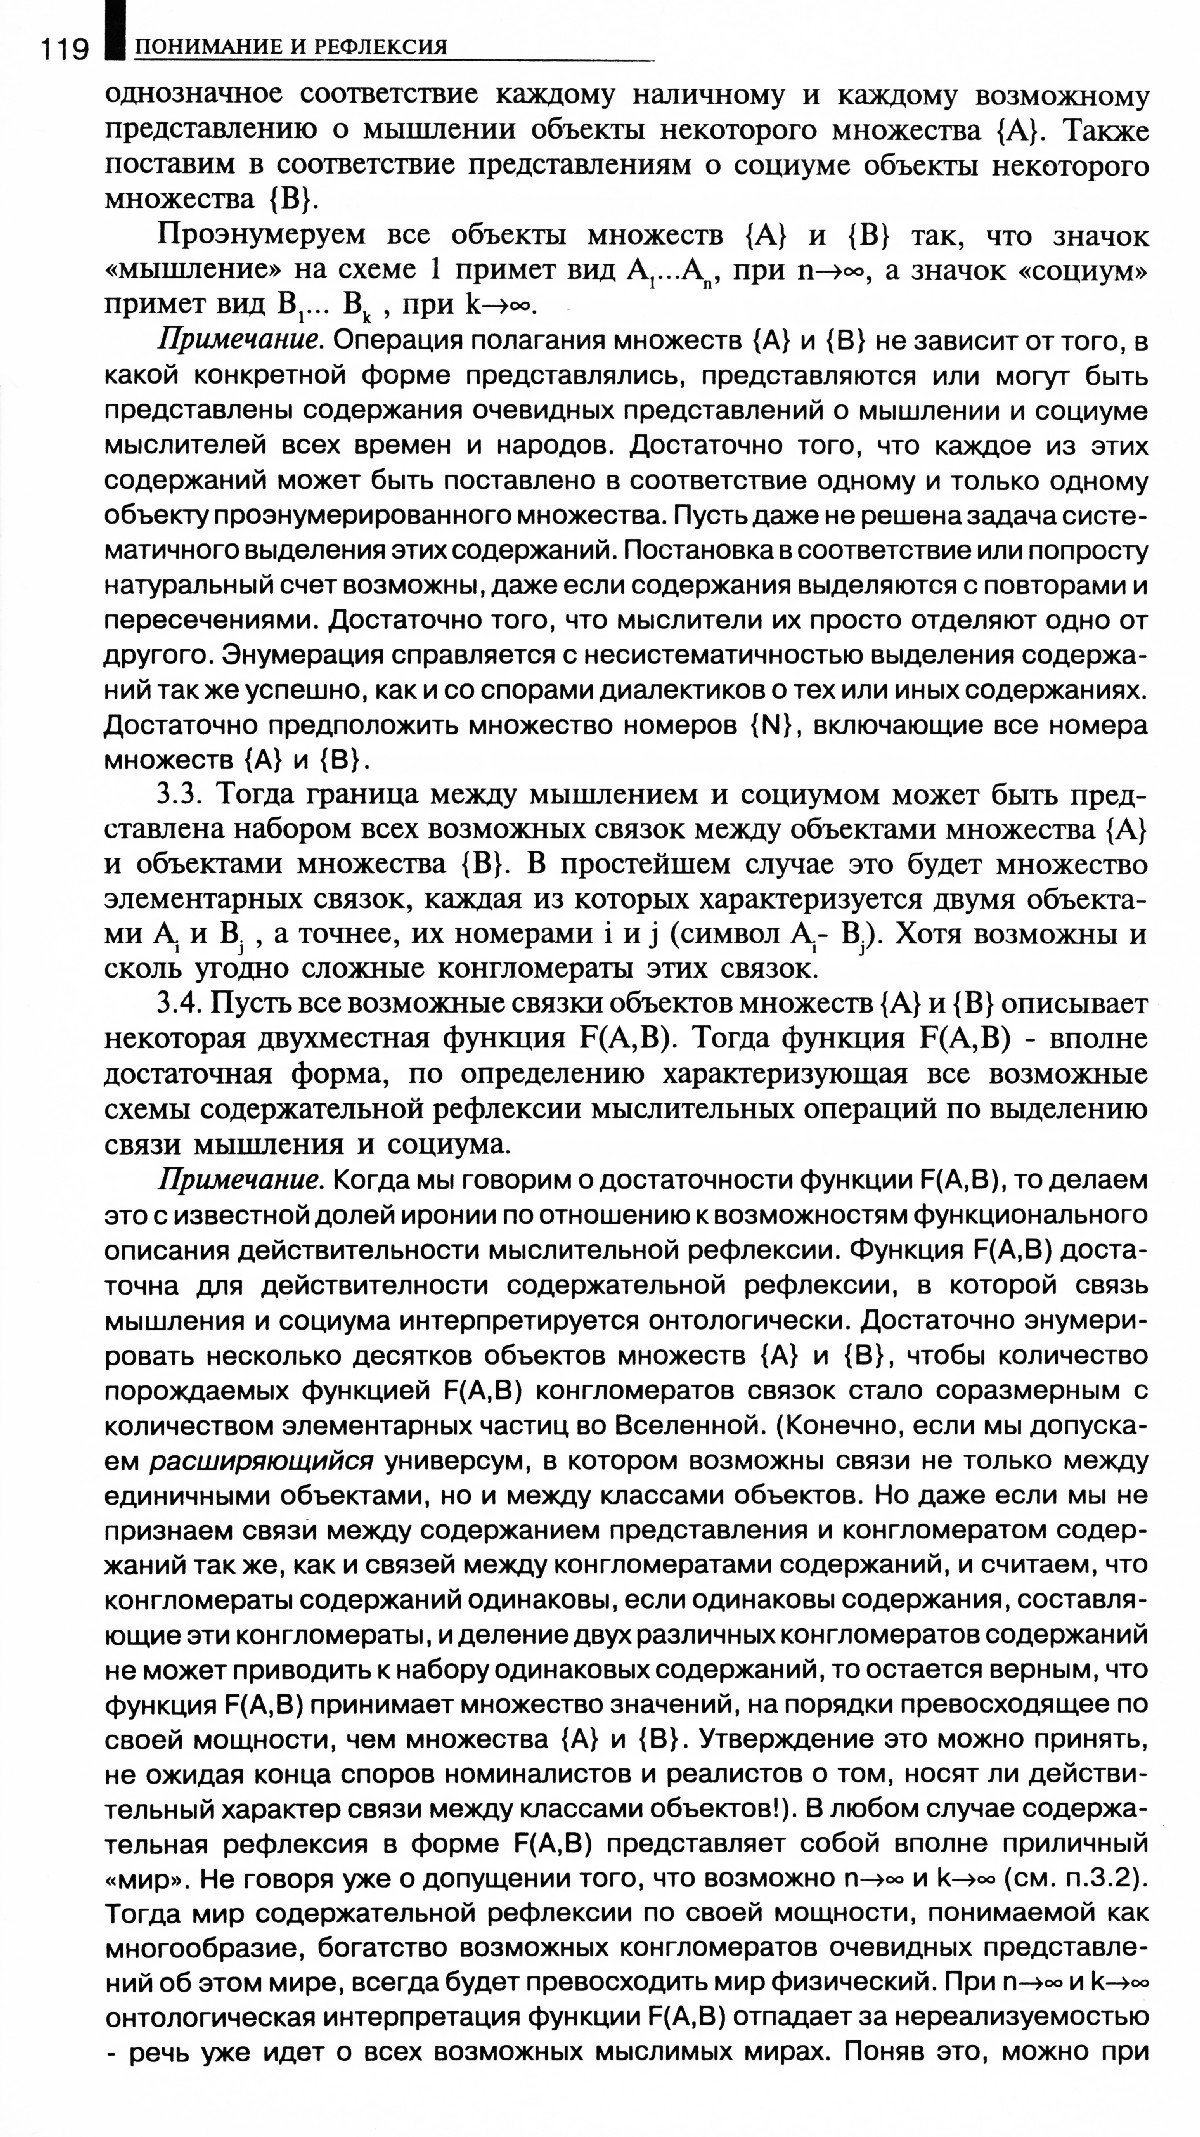 119 ПОНИМАНИЕ И РЕФЛЕКСИЯ
однозначное соответствие каждому наличному и каждому возможному
представлению о мышлении объекты некоторого множества {A}. Также
поставим в соответствие представлениям о социуме объекты некоторого
множества {B}.
Проэнумеруем все объекты множеств {A} и {B} так, что значок
«мышление» на схеме 1 примет вид A₁...Aₙ, при n→∞, а значок «социум»
примет вид B₁... Bₖ , при k→∞.
Примечание. Операция полагания множеств {A} и {B} не зависит от того, в
какой конкретной форме представлялись, представляются или могут быть
представлены содержания очевидных представлений о мышлении и социуме
мыслителей всех времен и народов. Достаточно того, что каждое из этих
содержаний может быть поставлено в соответствие одному и только одному
объекту проэнумерированного множества. Пусть даже не решена задача систе-
матичного выделения этих содержаний. Постановка в соответствие или попросту
натуральный счет возможны, даже если содержания выделяются с повторами и
пересечениями. Достаточно того, что мыслители их просто отделяют одно от
другого. Энумерация справляется с несистематичностью выделения содержа-
ний так же успешно, как и со спорами диалектиков о тех или иных содержаниях.
Достаточно предположить множество номеров {N}, включающие все номера
множеств {A} и {B}.
3.3. Тогда граница между мышлением и социумом может быть пред-
ставлена набором всех возможных связок между объектами множества {A}
и объектами множества {B}. В простейшем случае это будет множество
элементарных связок, каждая из которых характеризуется двумя объекта-
ми Aᵢ и Bⱼ , а точнее, их номерами i и j (символ Aᵢ- Bⱼ). Хотя возможны и
сколь угодно сложные конгломераты этих связок.
3.4. Пусть все возможные связки объектов множеств {A} и {B} описывает
некоторая двухместная функция F(A,B). Тогда функция F(A,B) - вполне
достаточная форма, по определению характеризующая все возможные
схемы содержательной рефлексии мыслительных операций по выделению
связи мышления и социума.
Примечание. Когда мы говорим о достаточности функции F(A,B), то делаем
это с известной долей иронии по отношению к возможностям функционального
описания действительности мыслительной рефлексии. Функция F(A,B) доста-
точна для действителности содержательной рефлексии, в которой связь
мышления и социума интерпретируется онтологически. Достаточно энумери-
ровать несколько десятков объектов множеств {A} и {B}, чтобы количество
порождаемых функцией F(A,B) конгломератов связок стало соразмерным с
количеством элементарных частиц во Вселенной. (Конечно, если мы допуска-
ем расширяющийся универсум, в котором возможны связи не только между
единичными объектами, но и между классами объектов. Но даже если мы не
признаем связи между содержанием представления и конгломератом содер-
жаний так же, как и связей между конгломератами содержаний, и считаем, что
конгломераты содержаний одинаковы, если одинаковы содержания, составля-
ющие эти конгломераты, и деление двух различных конгломератов содержаний
не может приводить к набору одинаковых содержаний, то остается верным, что
функция F(A,B) принимает множество значений, на порядки превосходящее по
своей мощности, чем множества {A} и {B}. Утверждение это можно принять,
не ожидая конца споров номиналистов и реалистов о том, носят ли действи-
тельный характер связи между классами объектов!). В любом случае содержа-
тельная рефлексия в форме F(A,B) представляет собой вполне приличный
«мир». Не говоря уже о допущении того, что возможно n→∞ и k→∞ (см. п.3.2).
Тогда мир содержательной рефлексии по своей мощности, понимаемой как
многообразие, богатство возможных конгломератов очевидных представле-
ний об этом мире, всегда будет превосходить мир физический. При n→∞ и k→∞
онтологическая интерпретация функции F(A,B) отпадает за нереализуемостью
- речь уже идет о всех возможных мыслимых мирах. Поняв это, можно при